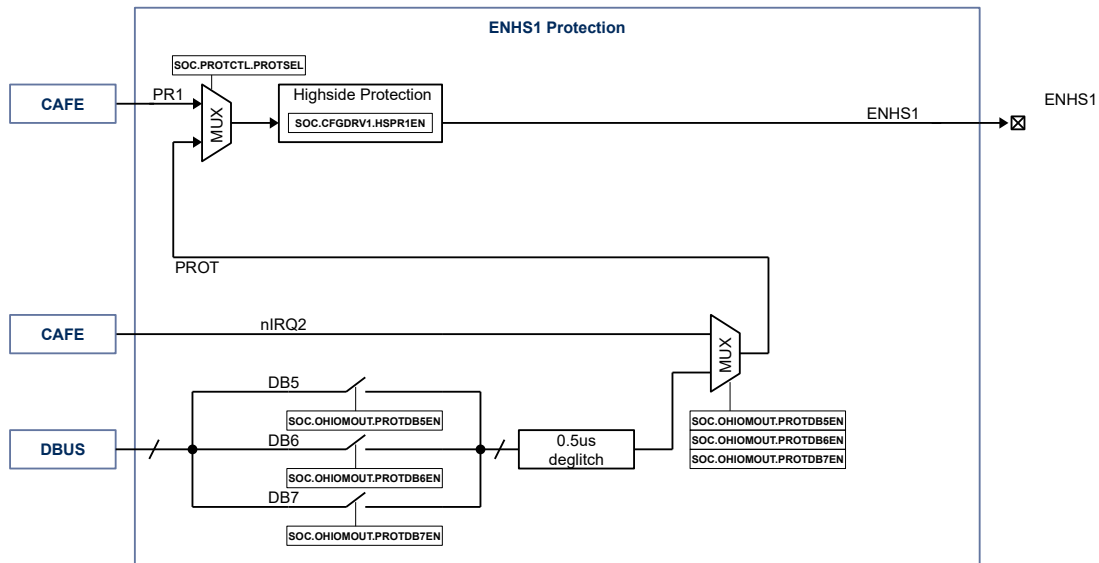 ENHS1 Protection
SOC.PROTCTL.PROTSEL
CAFE
PR1
MUX
Highside Protection
SOC.CFGDRV1.HSPR1EN
ENHS1
ENHS1
PROT
CAFE
nIRQ2
MUX
DB5
SOC.OHIOMOUT.PROTDB5EN
SOC.OHIOMOUT.PROTDB5EN
SOC.OHIOMOUT.PROTDB6EN
SOC.OHIOMOUT.PROTDB7EN
DBUS
DB6
SOC.OHIOMOUT.PROTDB6EN
0.5us
deglitch
DB7
SOC.OHIOMOUT.PROTDB7EN